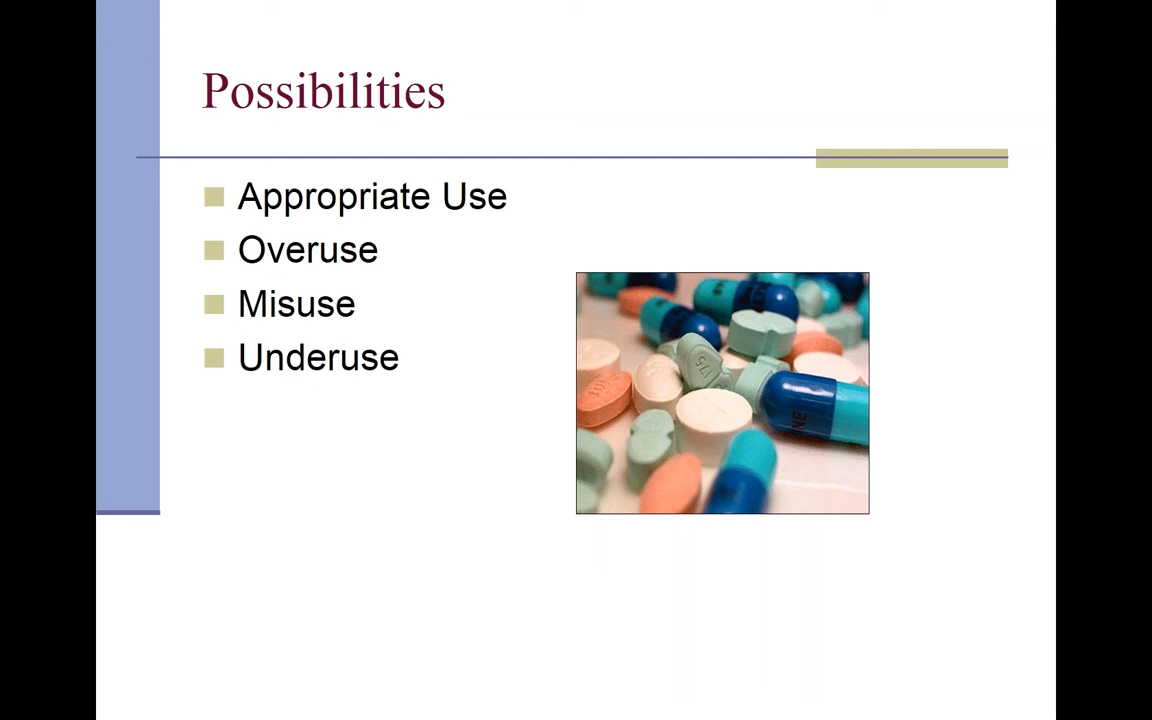 Possibilities
Appropriate Use
Overuse
Misuse
Underuse